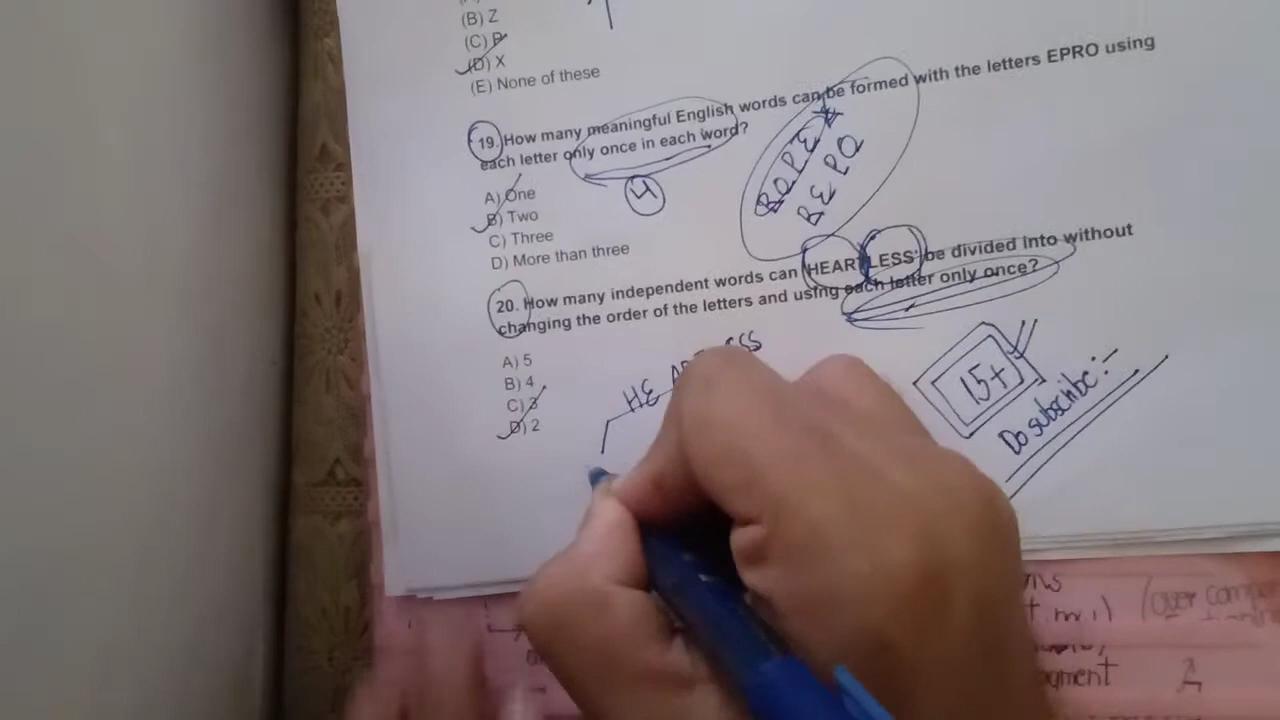 (B) Z
(C) P
(D) X
(E) None of these
19. How many meaningful English words can be formed with the letters EPRO using
each letter only once in each word?
A) One
B) Two
C) Three
D) More than three
4
ROPE
REPO
20. How many independent words can 'HEARTLESS' be divided into without
changing the order of the letters and using each letter only once?
A) 5
B) 4
C) 3
D) 2
HE
15+
Do subscribe:-